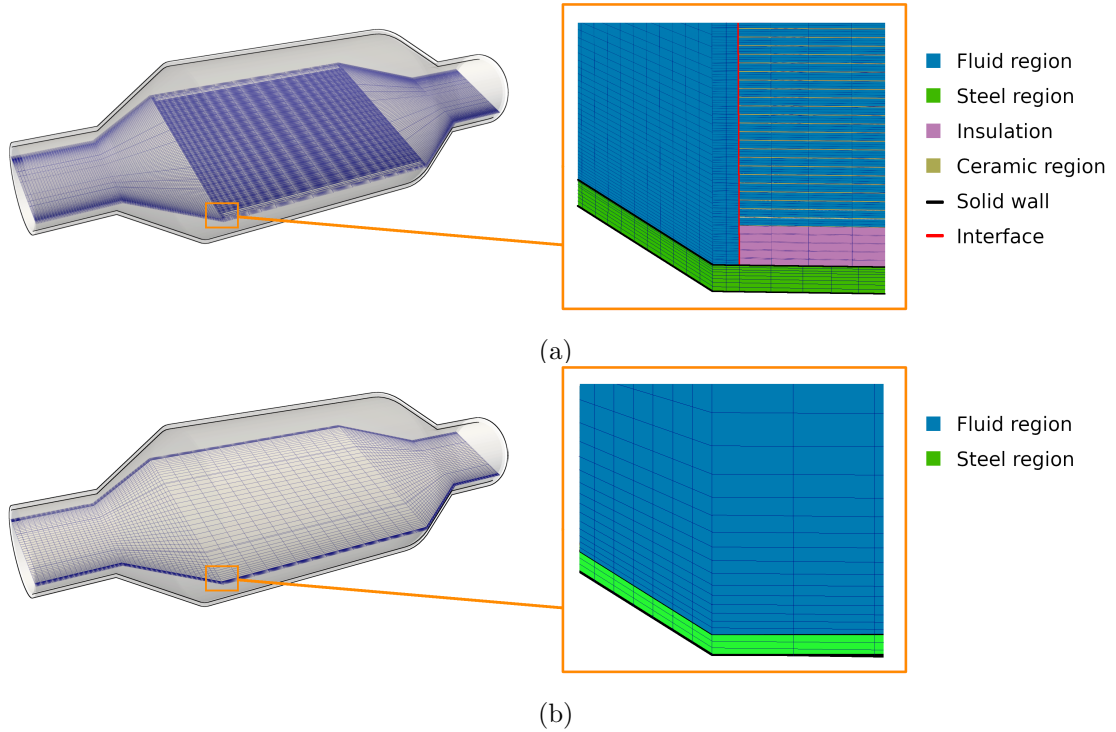 Fluid region
Steel region
Insulation
Ceramic region
Solid wall
Interface
(a)
Fluid region
Steel region
(b)